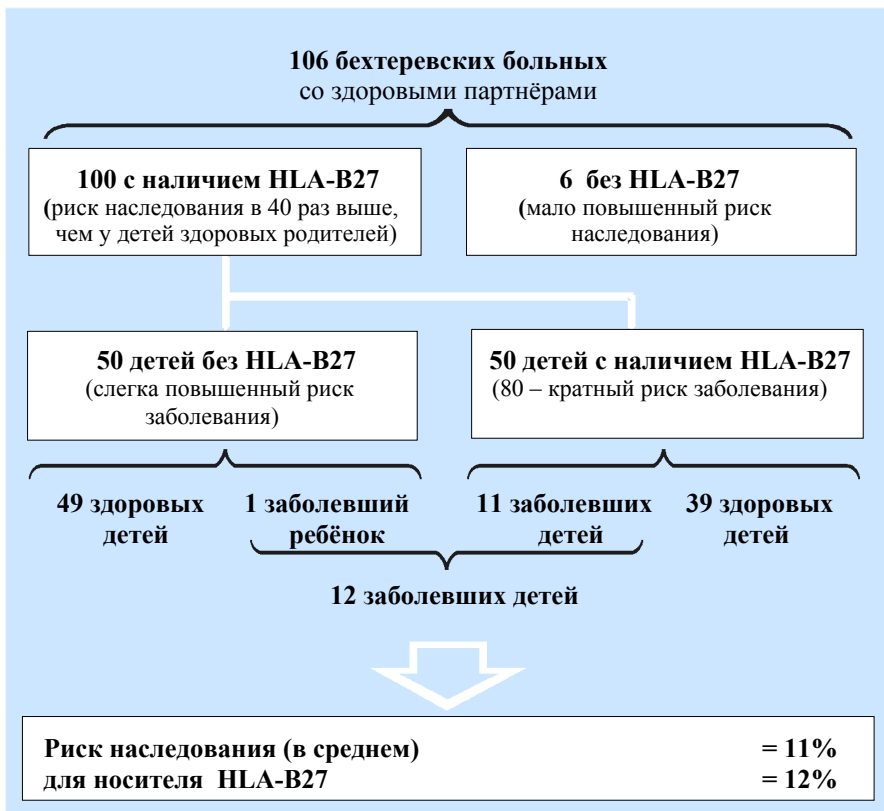 106 бехтеревских больных
со здоровыми партнёрами
100 с наличием HLA-B27
(риск наследования в 40 раз выше,
чем у детей здоровых родителей)
6 без HLA-B27
(мало повышенный риск
наследования)
50 детей без HLA-B27
(слегка повышенный риск
заболевания)
50 детей с наличием HLA-B27
(80 – кратный риск заболевания)
49 здоровых
детей
1 заболевший
ребёнок
11 заболевших
детей
39 здоровых
детей
12 заболевших детей
Риск наследования (в среднем) = 11%
для носителя HLA-B27 = 12%